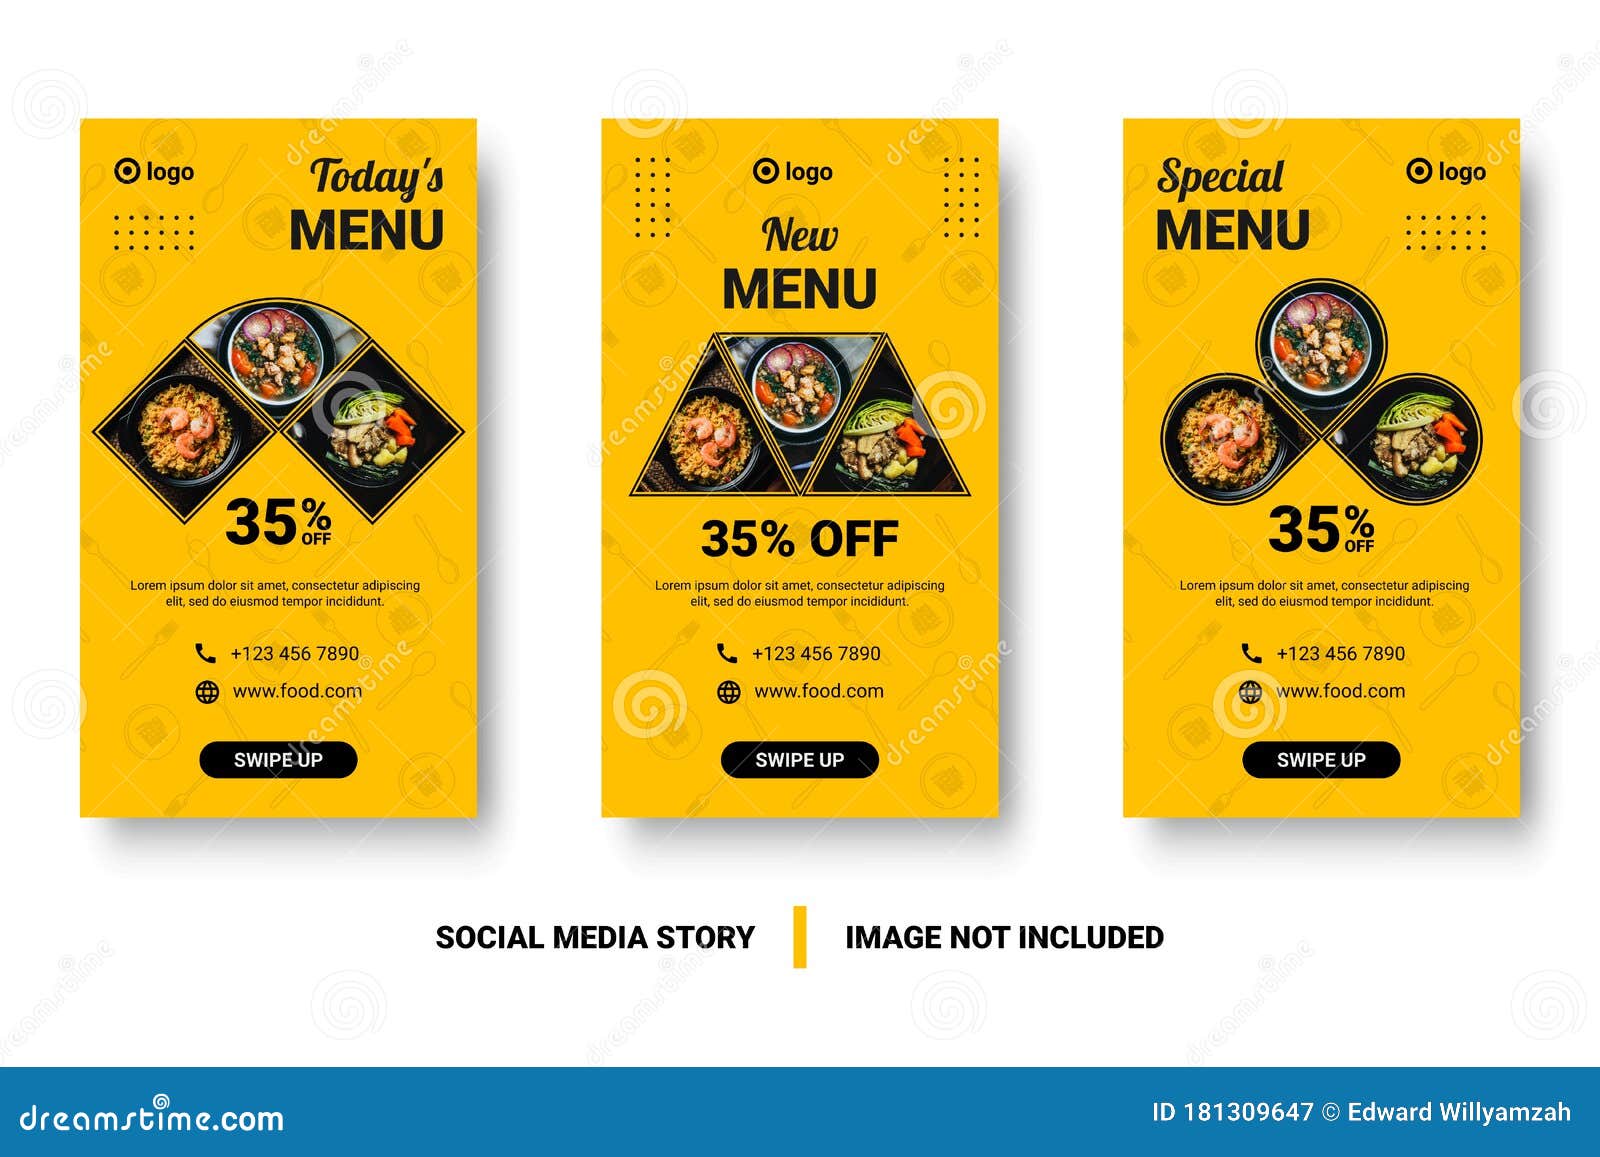 logo
Today's
MENU
35% OFF
Lorem ipsum dolor sit amet, consectetur adipiscing
elit, sed do eiusmod tempor incididunt.
+123 456 7890
www.food.com
SWIPE UP
logo
New
MENU
35% OFF
Lorem ipsum dolor sit amet, consectetur adipiscing
elit, sed do eiusmod tempor incididunt.
+123 456 7890
www.food.com
SWIPE UP
Special
MENU
logo
35% OFF
Lorem ipsum dolor sit amet, consectetur adipiscing
elit, sed do eiusmod tempor incididunt.
+123 456 7890
www.food.com
SWIPE UP
SOCIAL MEDIA STORY
IMAGE NOT INCLUDED
dreamstime.com
ID 181309647 © Edward Willyamzah